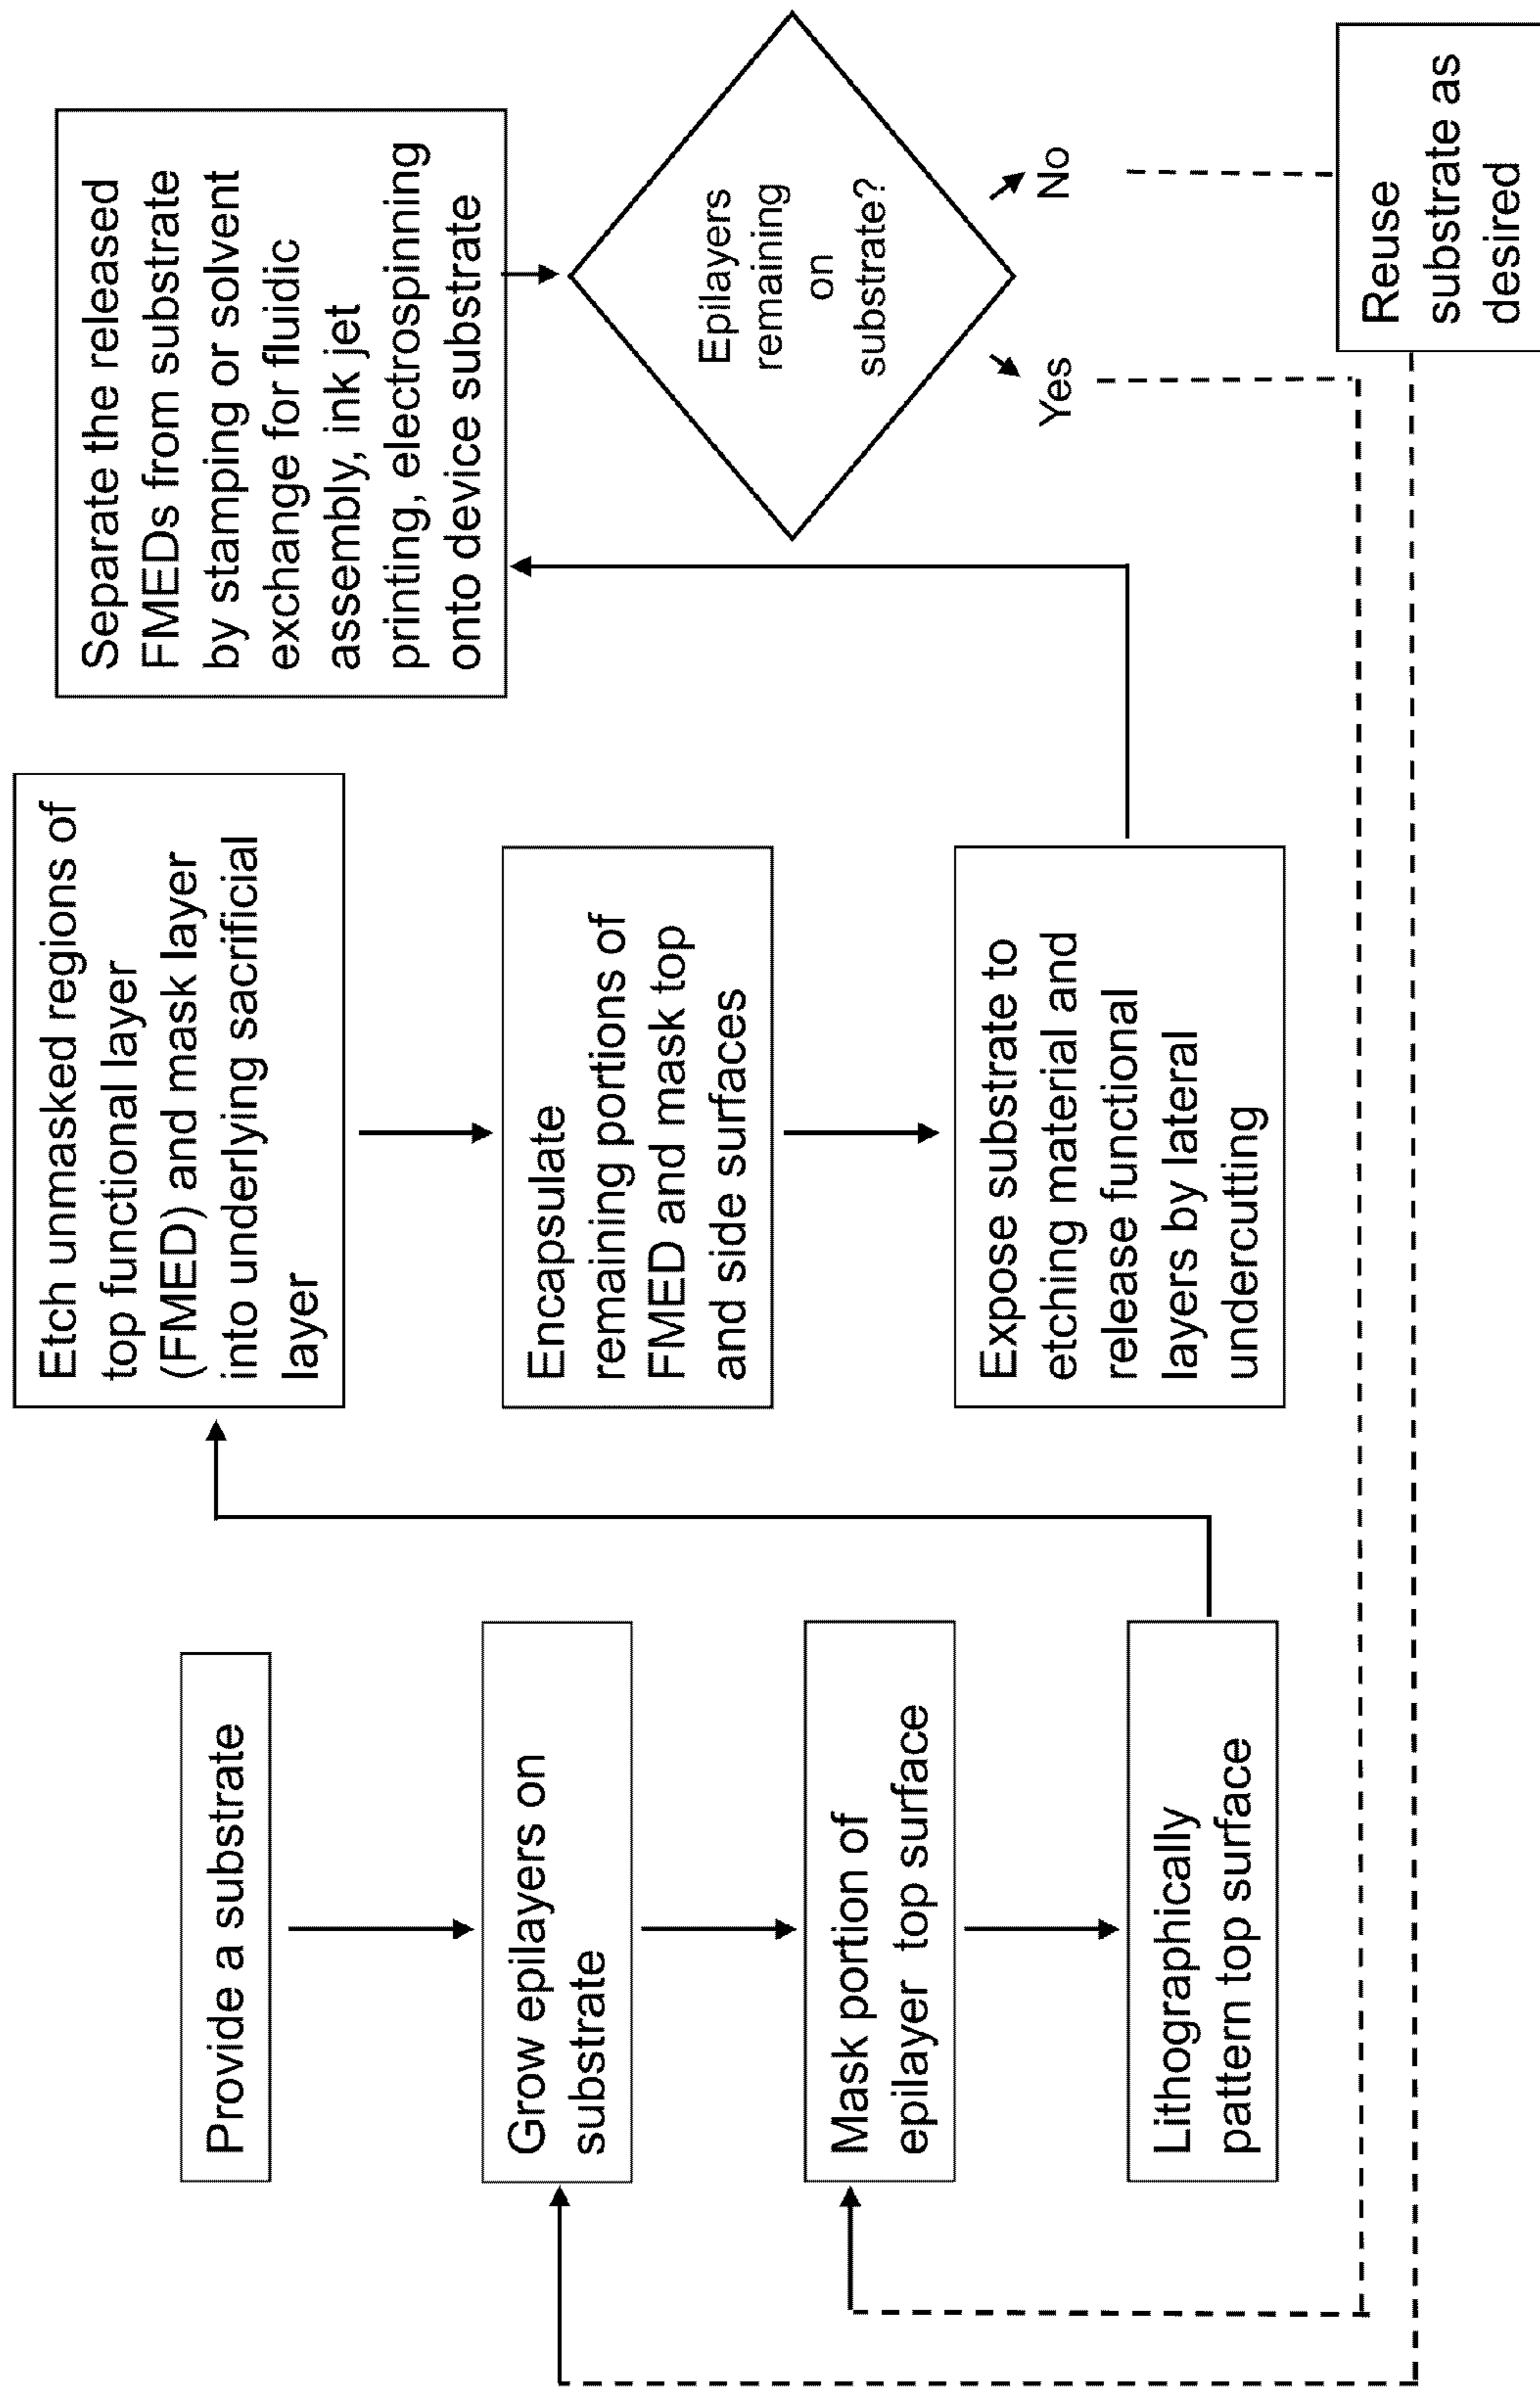 Provide a substrate
Grow epilayers on
substrate
Mask portion of
epilayer top surface
Lithographically
pattern top surface
Etch unmasked regions of
top functional layer
(FMED) and mask layer
into underlying sacrificial
layer
Encapsulate
remaining portions of
FMED and mask top
and side surfaces
Expose substrate to
etching material and
release functional
layers by lateral
undercutting
Separate the released
FMEDs from substrate
by stamping or solvent
exchange for fluidic
assembly, ink jet
printing, electrospinning
onto device substrate
Epilayers
remaining
on
substrate?
Yes
No
Reuse
substrate as
desired